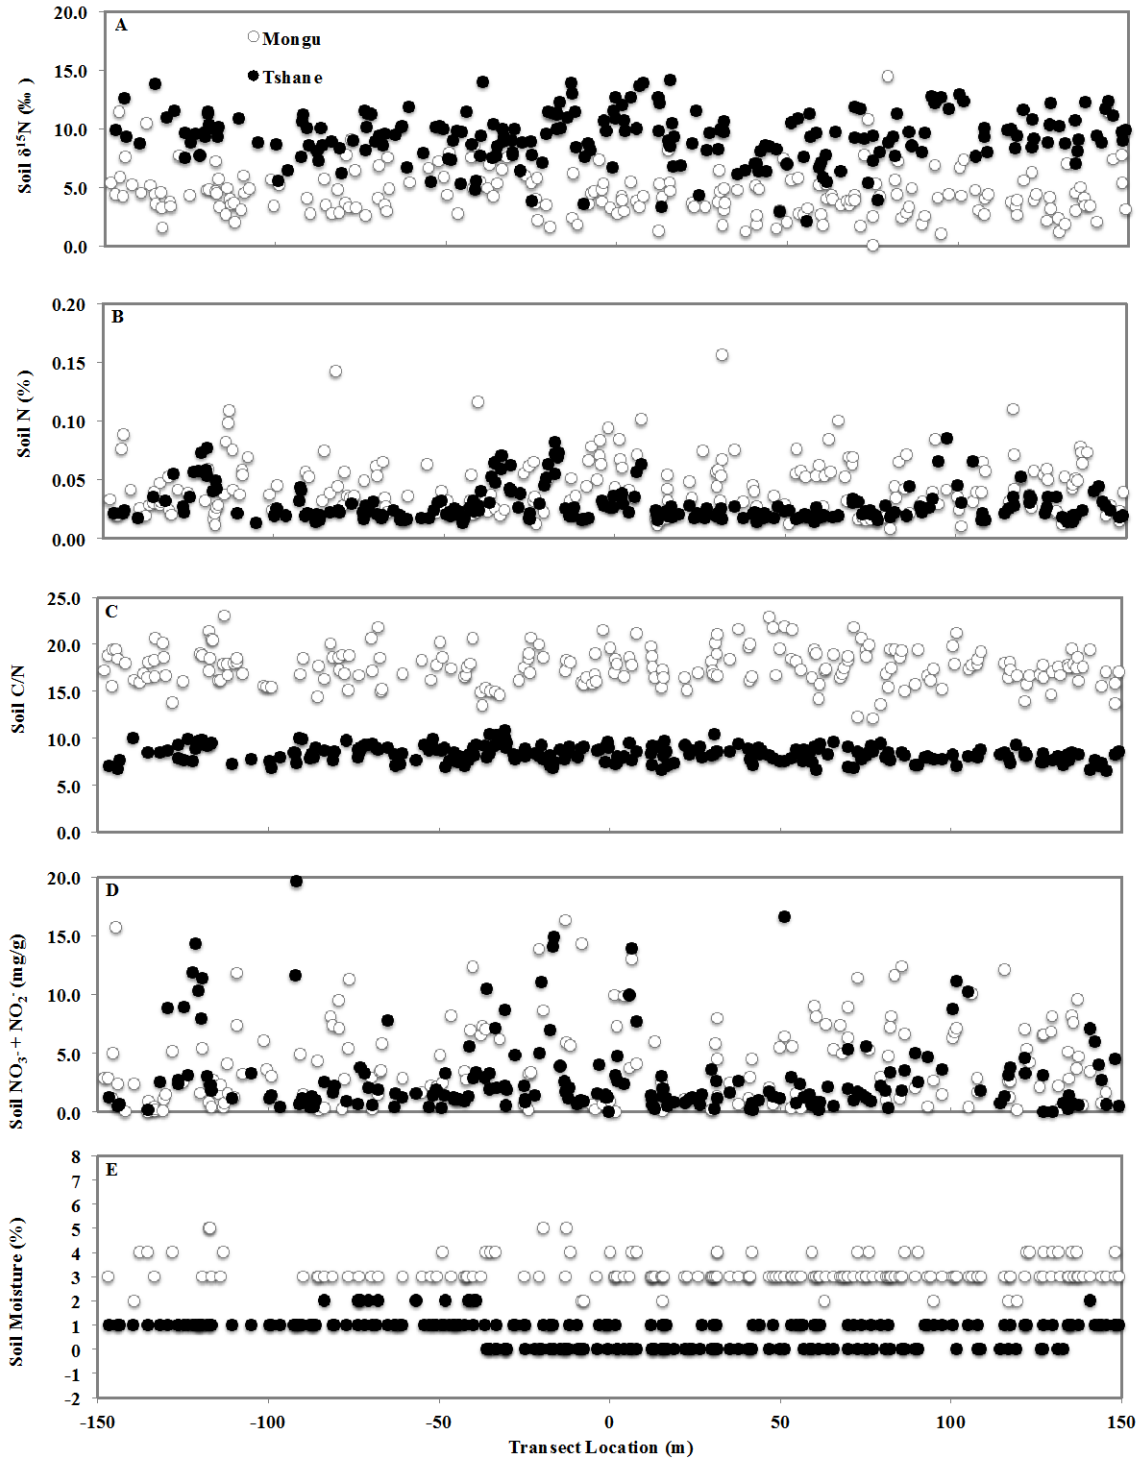 20.0
A
Mongu
Tshane
15.0
10.0
5.0
0.0
Soil δ¹⁵N (‰)
0.20
B
0.15
0.10
0.05
0.00
Soil N (%)
25.0
C
20.0
15.0
10.0
5.0
0.0
Soil C/N
20.0
D
15.0
10.0
5.0
0.0
Soil NO₃-+ NO₂⁻ (mg/g)
8
E
7
6
5
4
3
2
1
0
-1
-2
Soil Moisture (%)
-150 -100 -50 0 50 100 150
Transect Location (m)